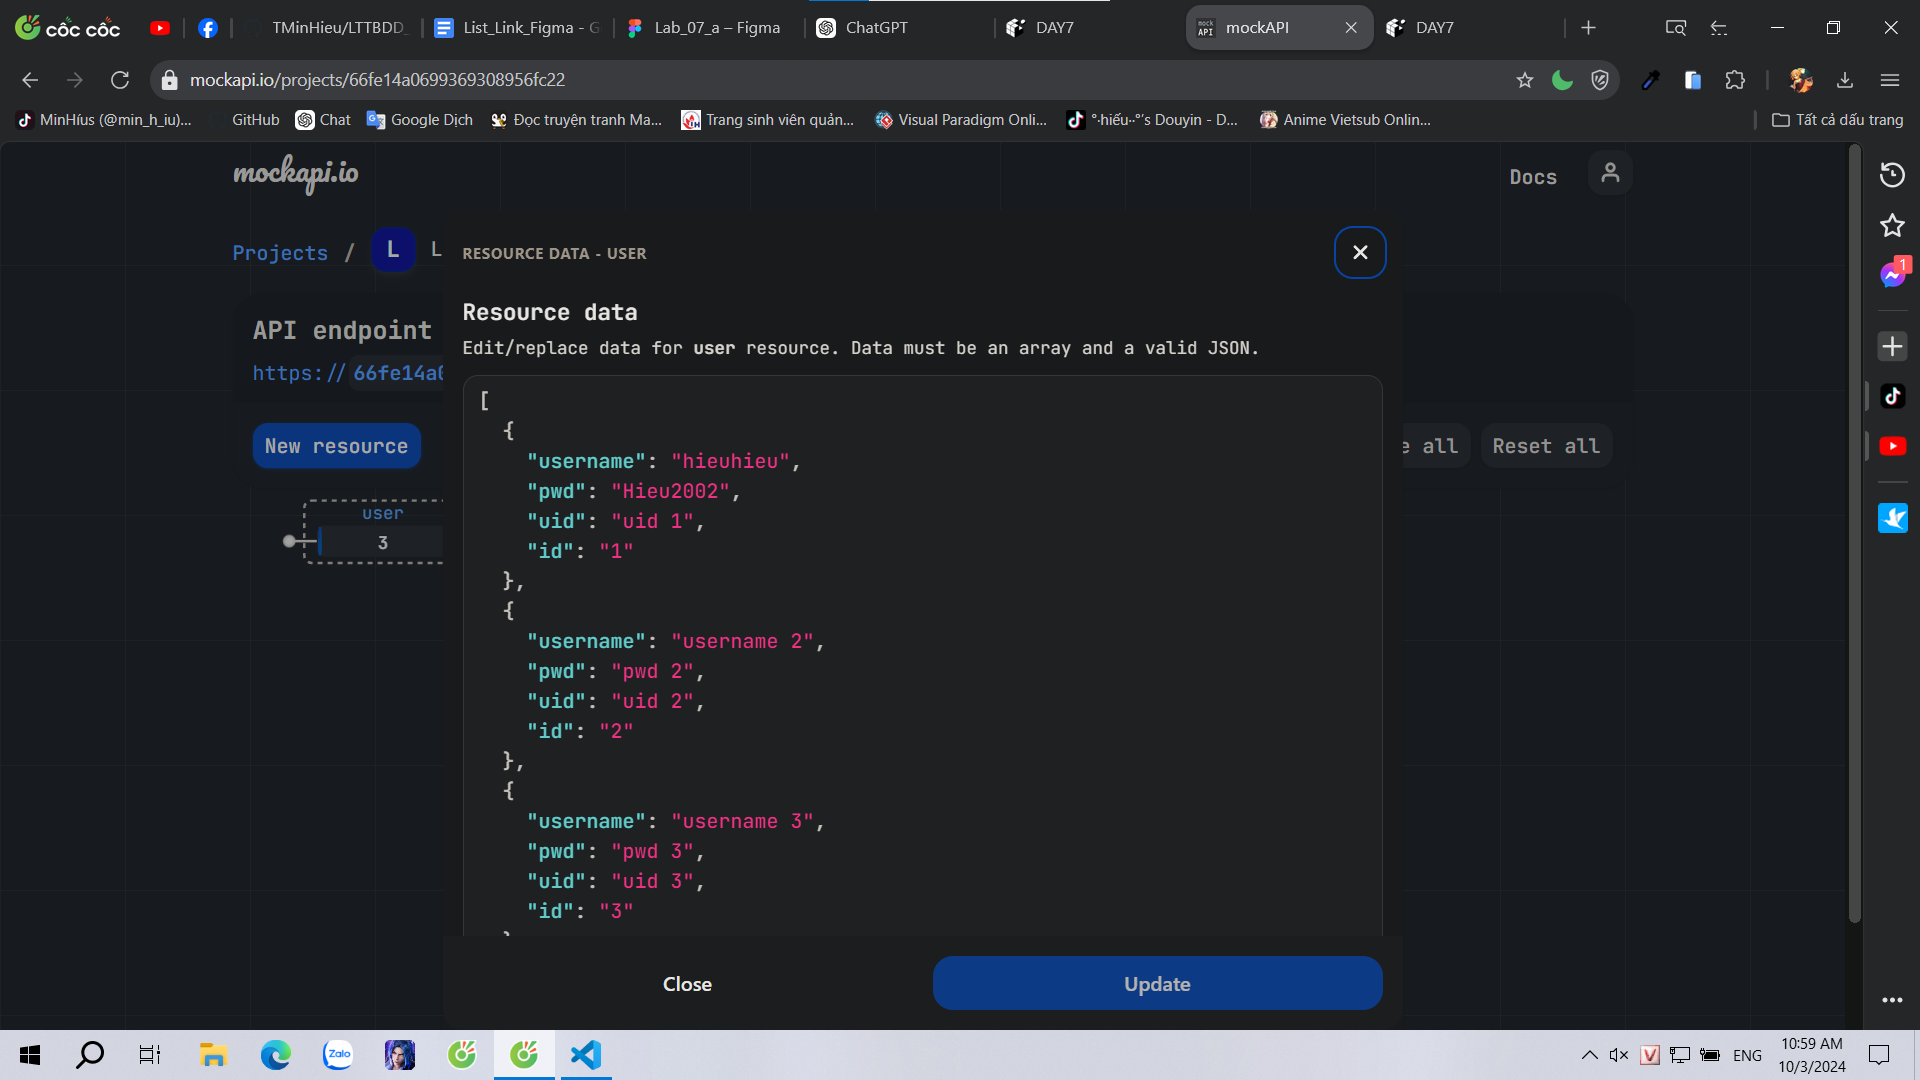 cốc cốc
TMinHieu/LTTBDD_
List_Link_Figma - G
Lab_07_a – Figma
ChatGPT
DAY7
mockAPI
DAY7
mockapi.io/projects/66fe14a0699369308956fc22
MinHíus (@min_h_iu)...
GitHub
Chat
Google Dịch
Đọc truyện tranh Ma...
Trang sinh viên quản...
Visual Paradigm Onli...
°·hiếu··°'s Douyin - D...
Anime Vietsub Onlin...
Tất cả dấu trang
mockapi.io
Docs
Projects / L L
RESOURCE DATA - USER
Resource data
Edit/replace data for user resource. Data must be an array and a valid JSON.
API endpoint
https://66fe14a0
New resource
e all
Reset all
user
3
[
{
"username": "hieuhieu",
"pwd": "Hieu2002",
"uid": "uid 1",
"id": "1"
},
{
"username": "username 2",
"pwd": "pwd 2",
"uid": "uid 2",
"id": "2"
},
{
"username": "username 3",
"pwd": "pwd 3",
"uid": "uid 3",
"id": "3"
}
Close
Update
1
Zalo
ENG
10:59 AM
10/3/2024